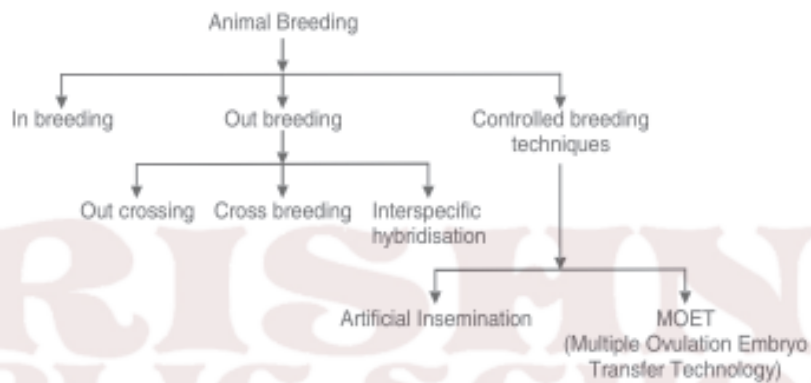 Animal Breeding
In breeding
Out breeding
Controlled breeding
techniques
Out crossing
Cross breeding
Interspecific
hybridisation
Artificial Insemination
MOET
(Multiple Ovulation Embryo
Transfer Technology)
RISHN